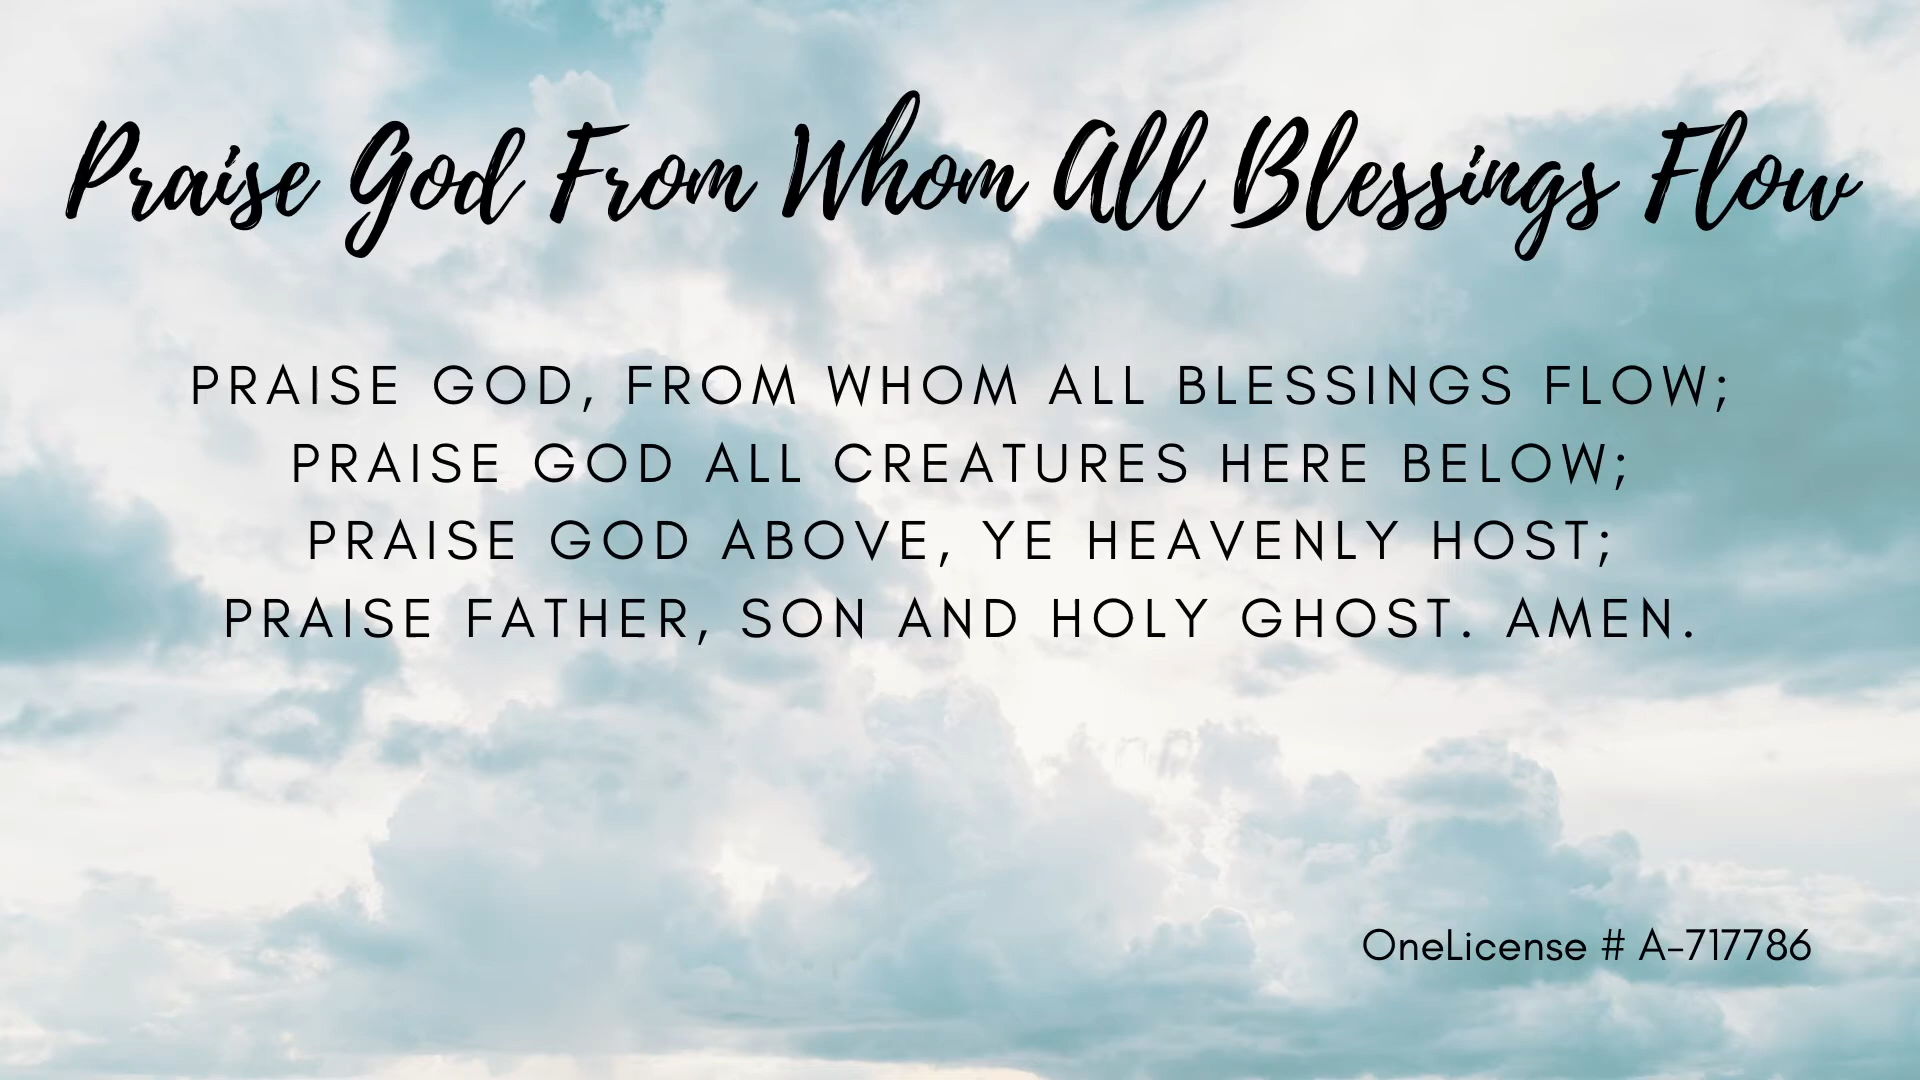 Praise God From Whom All Blessings Flow
PRAISE GOD, FROM WHOM ALL BLESSINGS FLOW;
PRAISE GOD ALL CREATURES HERE BELOW;
PRAISE GOD ABOVE, YE HEAVENLY HOST;
PRAISE FATHER, SON AND HOLY GHOST. AMEN.
OneLicense # A-717786